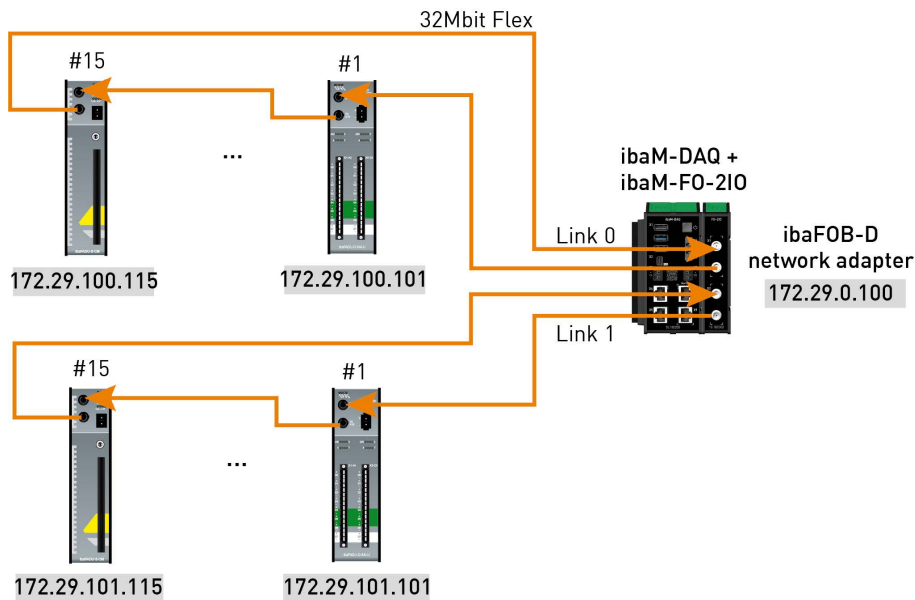 32Mbit Flex
#15
#1
...
ibaM-DAQ +
ibaM-FO-2IO
Link 0
ibaFOB-D
network adapter
172.29.100.115
172.29.100.101
172.29.0.100
Link 1
#15
#1
...
172.29.101.115
172.29.101.101